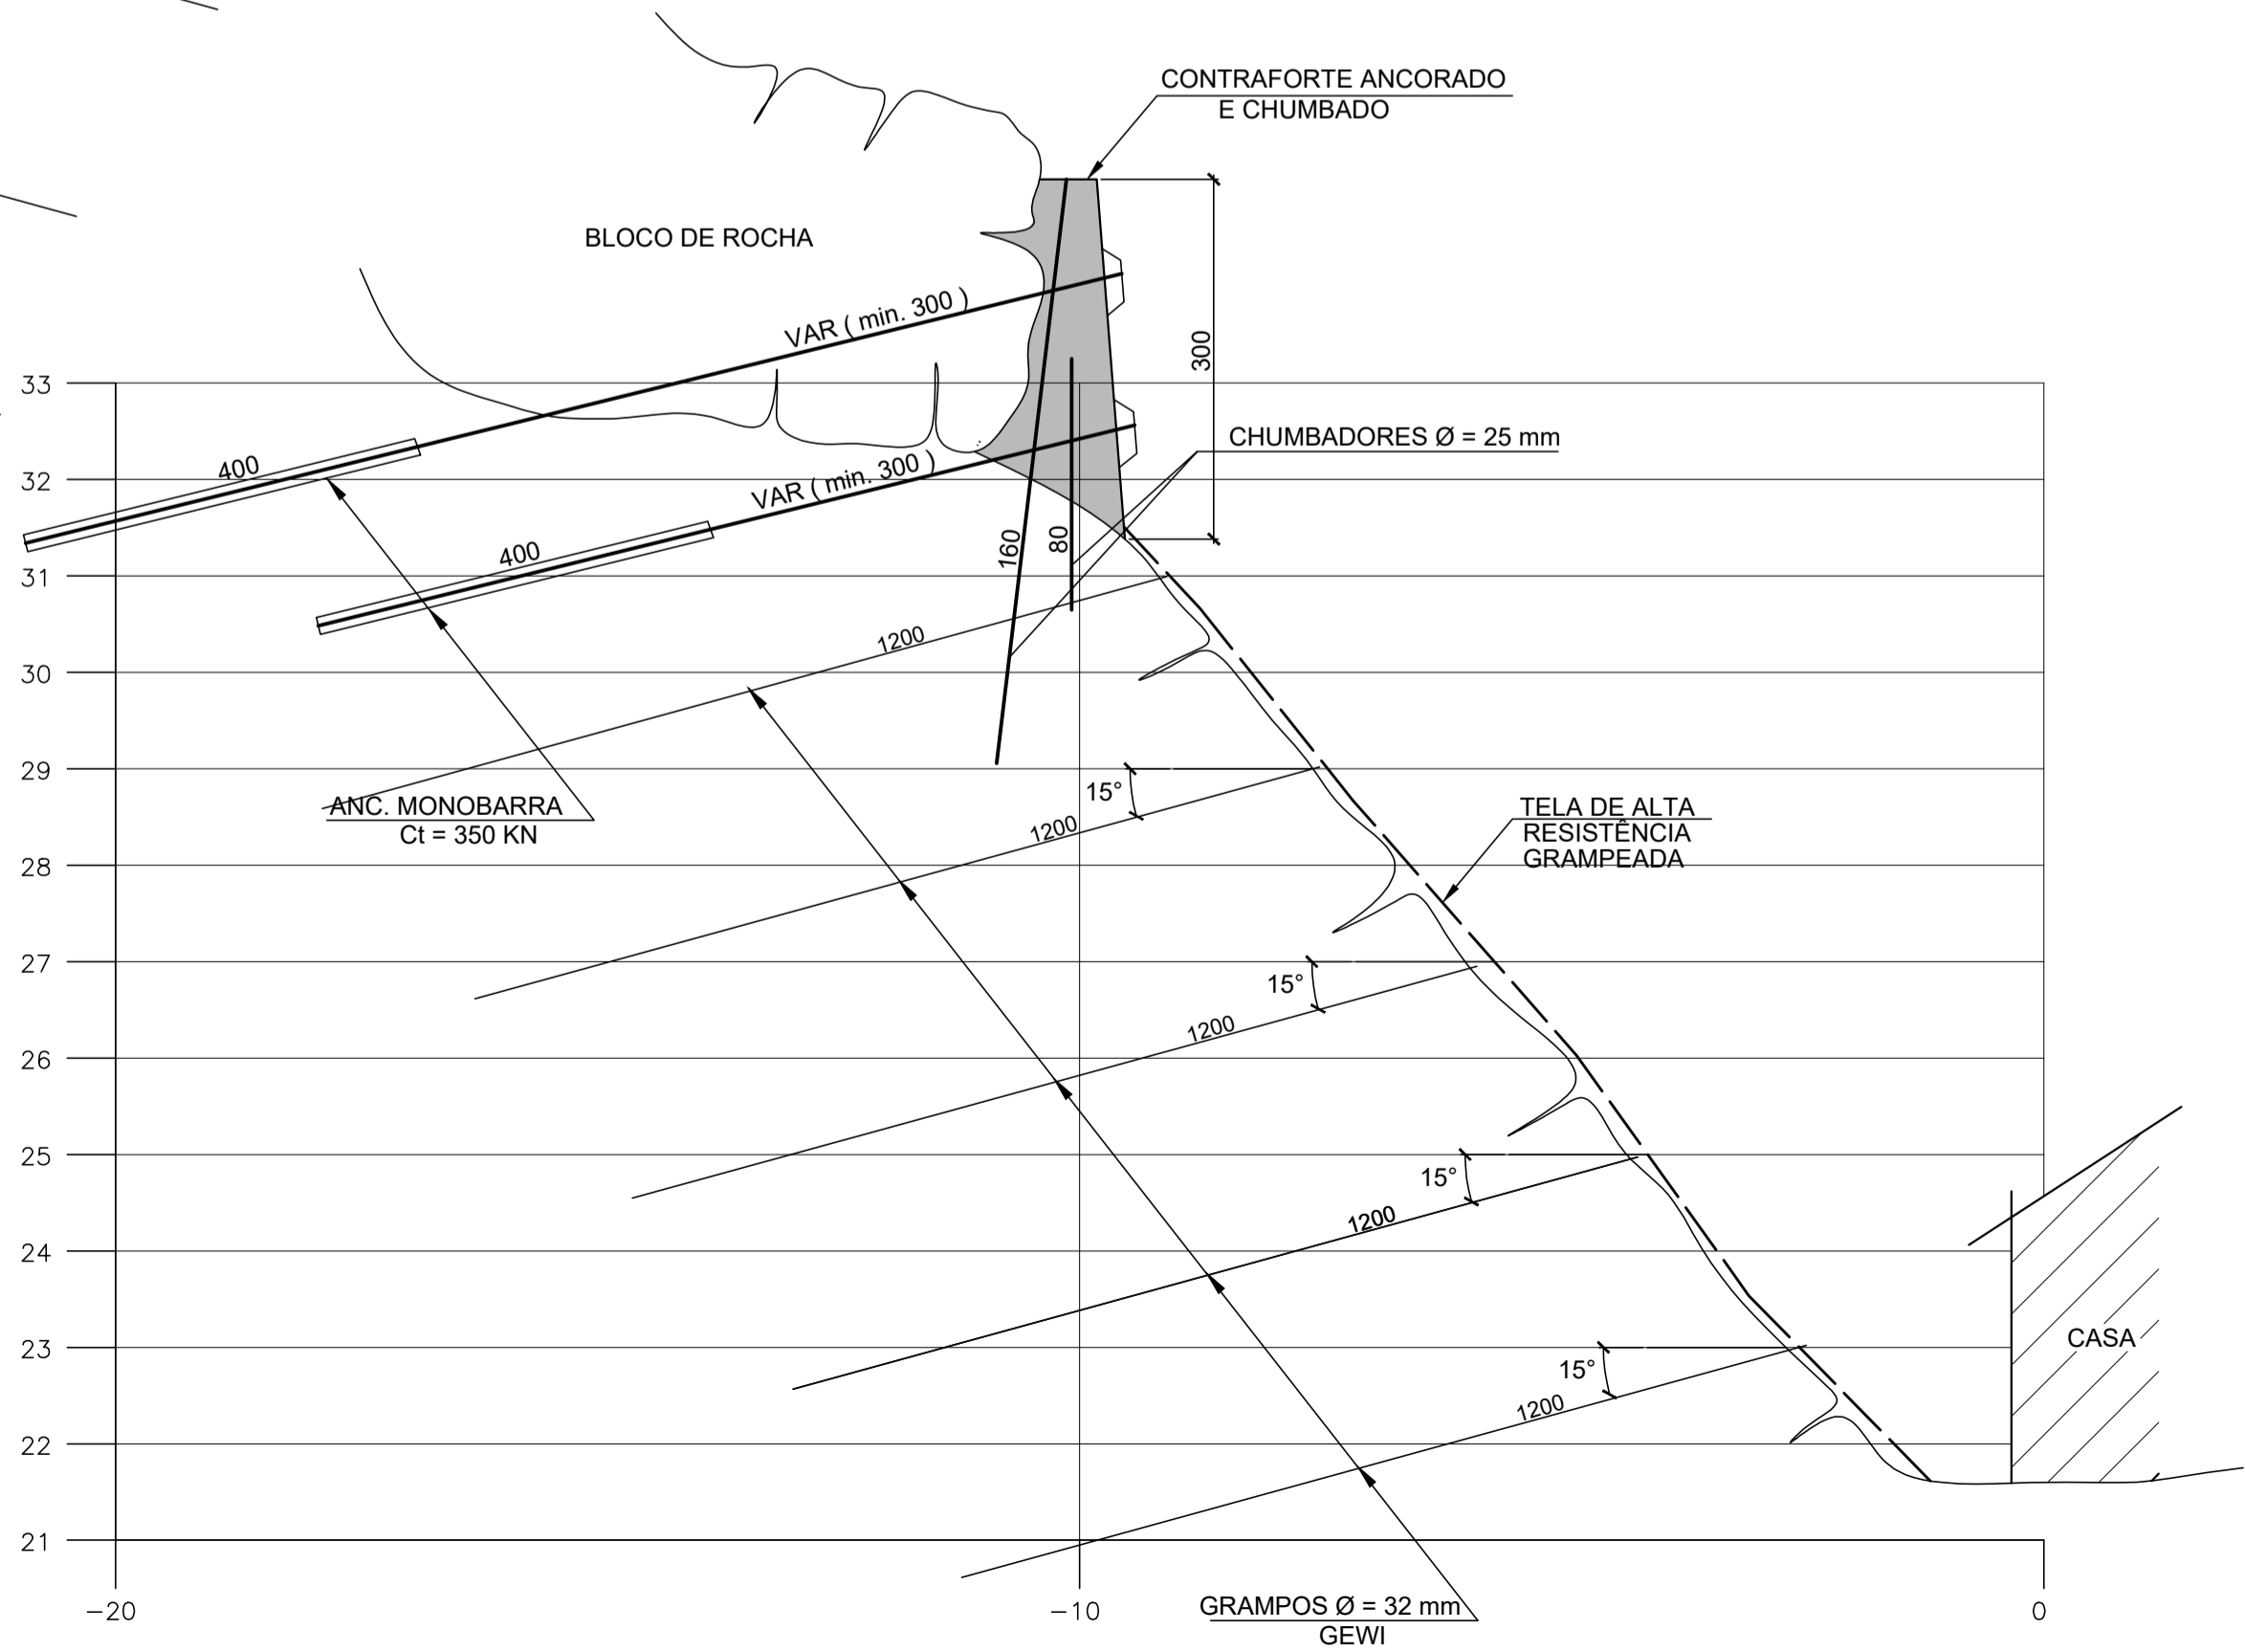 CONTRAFORTE ANCORADO
E CHUMBADO
BLOCO DE ROCHA
VAR ( min. 300 )
300
33
CHUMBADORES Ø = 25 mm
400
VAR ( min. 300 )
32
160
80
400
31
1200
30
29
15°
ANC. MONOBARRA
Ct = 350 KN
1200
TELA DE ALTA
RESISTÊNCIA
GRAMPEADA
28
27
15°
1200
26
25
15°
1200
24
23
CASA
15°
1200
22
21
-20
-10
0
GRAMPOS Ø = 32 mm
GEWI